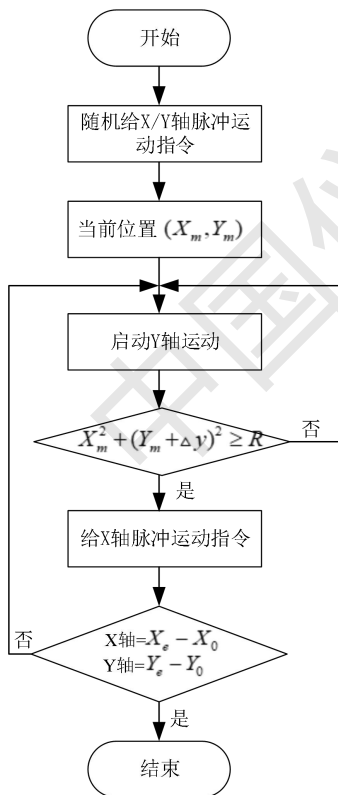 开始
随机给X/Y轴脉冲运
动指令
当前位置 (X_m, Y_m)
启动Y轴运动
X_m^2 + (Y_m + △y)^2 ≥ R
否
是
给X轴脉冲运动指令
否
X轴=X_e − X_0
Y轴=Y_e − Y_0
是
结束
中国